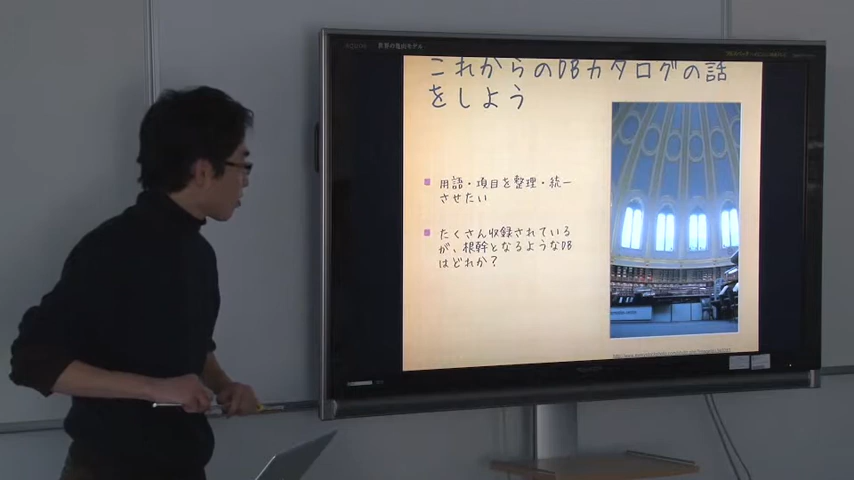 これからのDBカタログの話
をしよう
用語・項目を整理・統一
させたい
たくさん収録されている
が、根幹となるようなDB
はどれか?